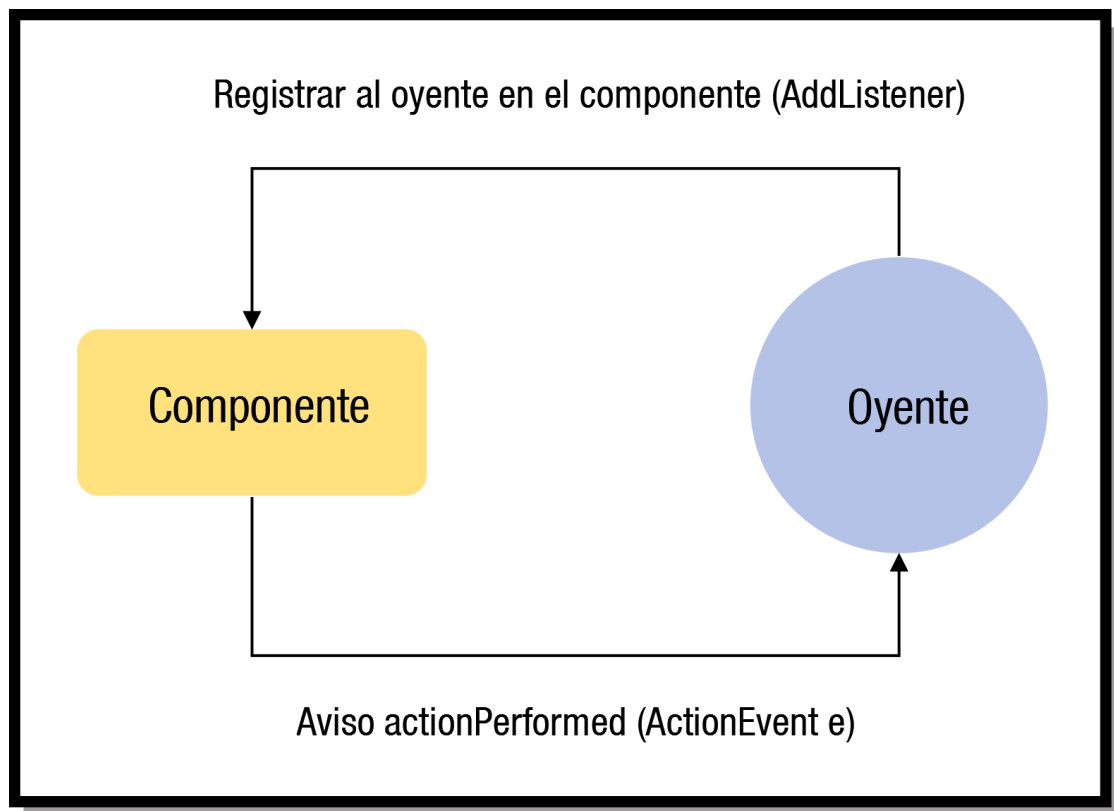 Registrar al oyente en el componente (AddListener)
Componente
Oyente
Aviso actionPerformed (ActionEvent e)